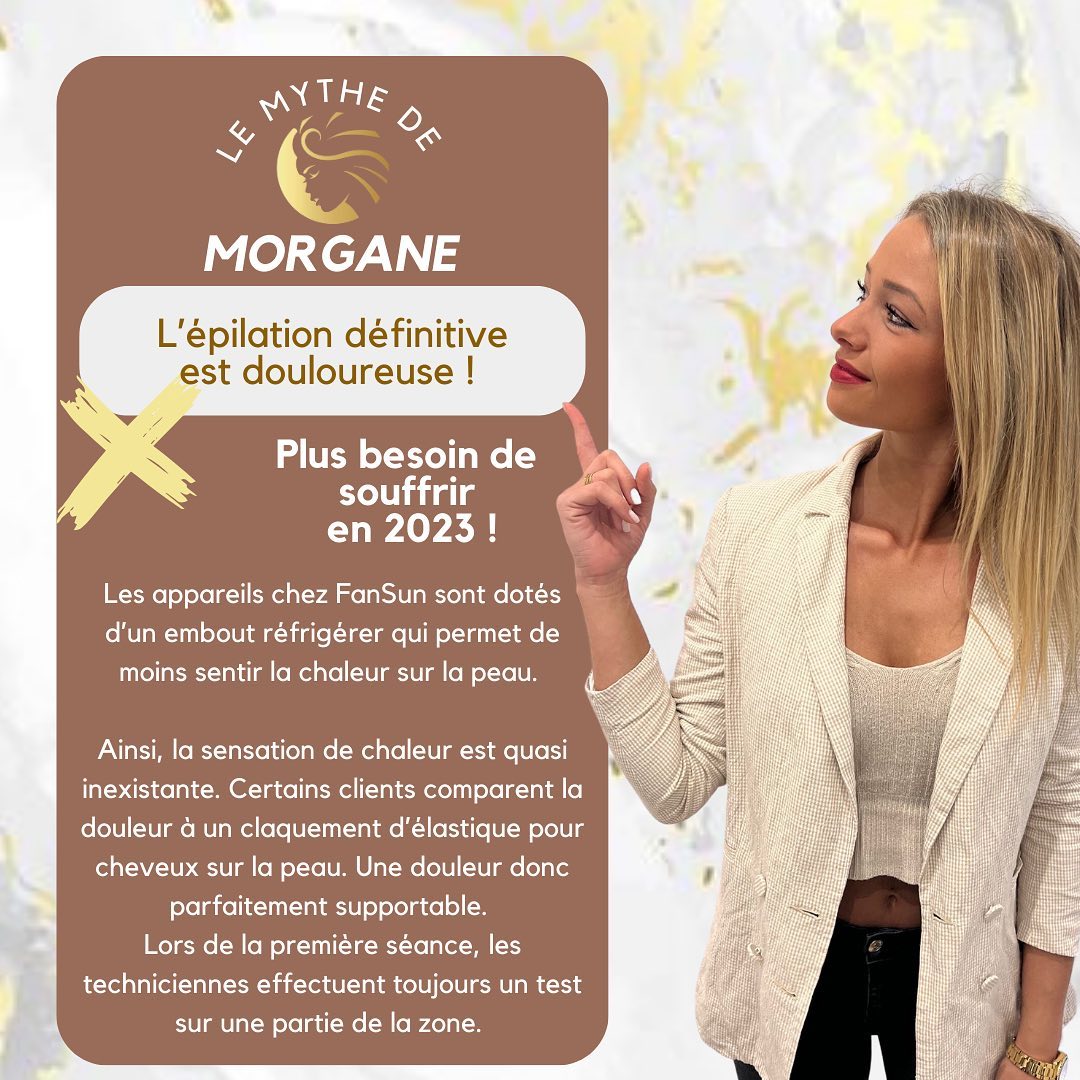 LE MYTHE DE
MORGANE
L'épilation définitive
est douloureuse !
Plus besoin de
souffrir
en 2023 !
Les appareils chez FanSun sont dotés
d'un embout réfrigérer qui permet de
moins sentir la chaleur sur la peau.
Ainsi, la sensation de chaleur est quasi
inexistante. Certains clients comparent la
douleur à un claquement d'élastique pour
cheveux sur la peau. Une douleur donc
parfaitement supportable.
Lors de la première séance, les
techniciennes effectuent toujours un test
sur une partie de la zone.